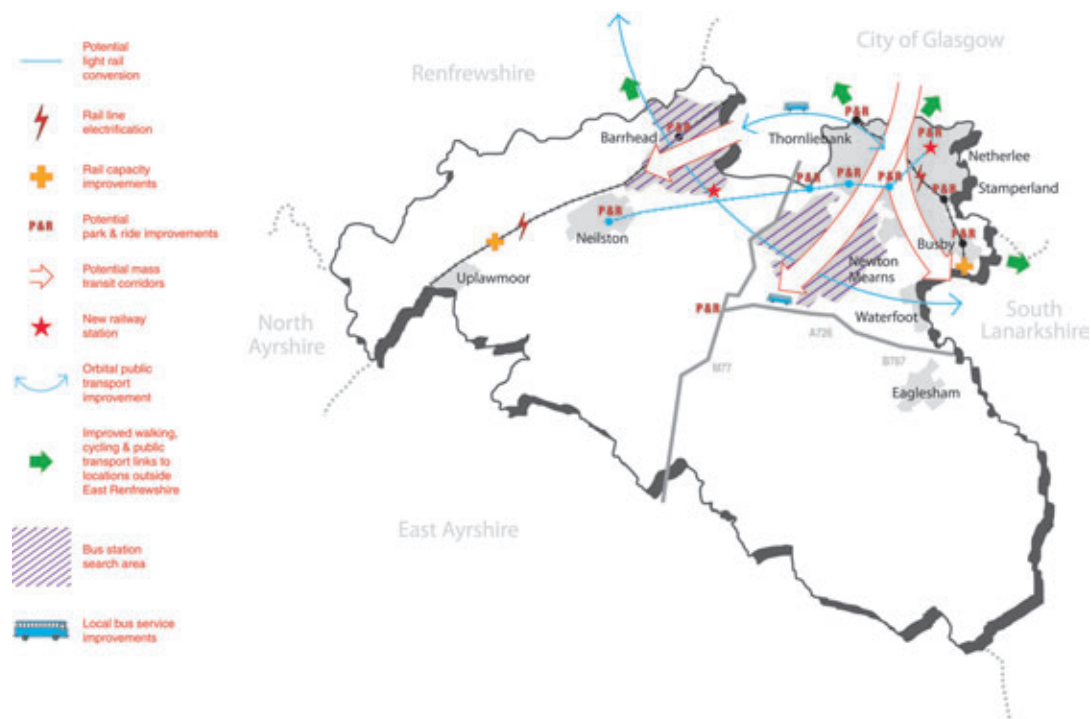 Potential
light rail
conversion
Rail line
electrification
Rail capacity
improvements
P&R
Potential
park & ride improvements
Potential mass
transit corridors
New railway
station
Orbital public
transport
improvement
Improved walking,
cycling & public
transport links to
locations outside
East Renfrewshire
Bus station
search area
Local bus service
improvements
City of Glasgow
Renfrewshire
P&R
P&R
P&R
Barrhead
Thornliebank
Netherlee
P&R
P&R
P&R
Stamperland
P&R
P&R
Neilston
P&R
Busby
Uplawmoor
Newton
Mearns
P&R
Waterfoot
South
Lanarkshire
North
Ayrshire
A726
B767
M77
Eaglesham
East Ayrshire